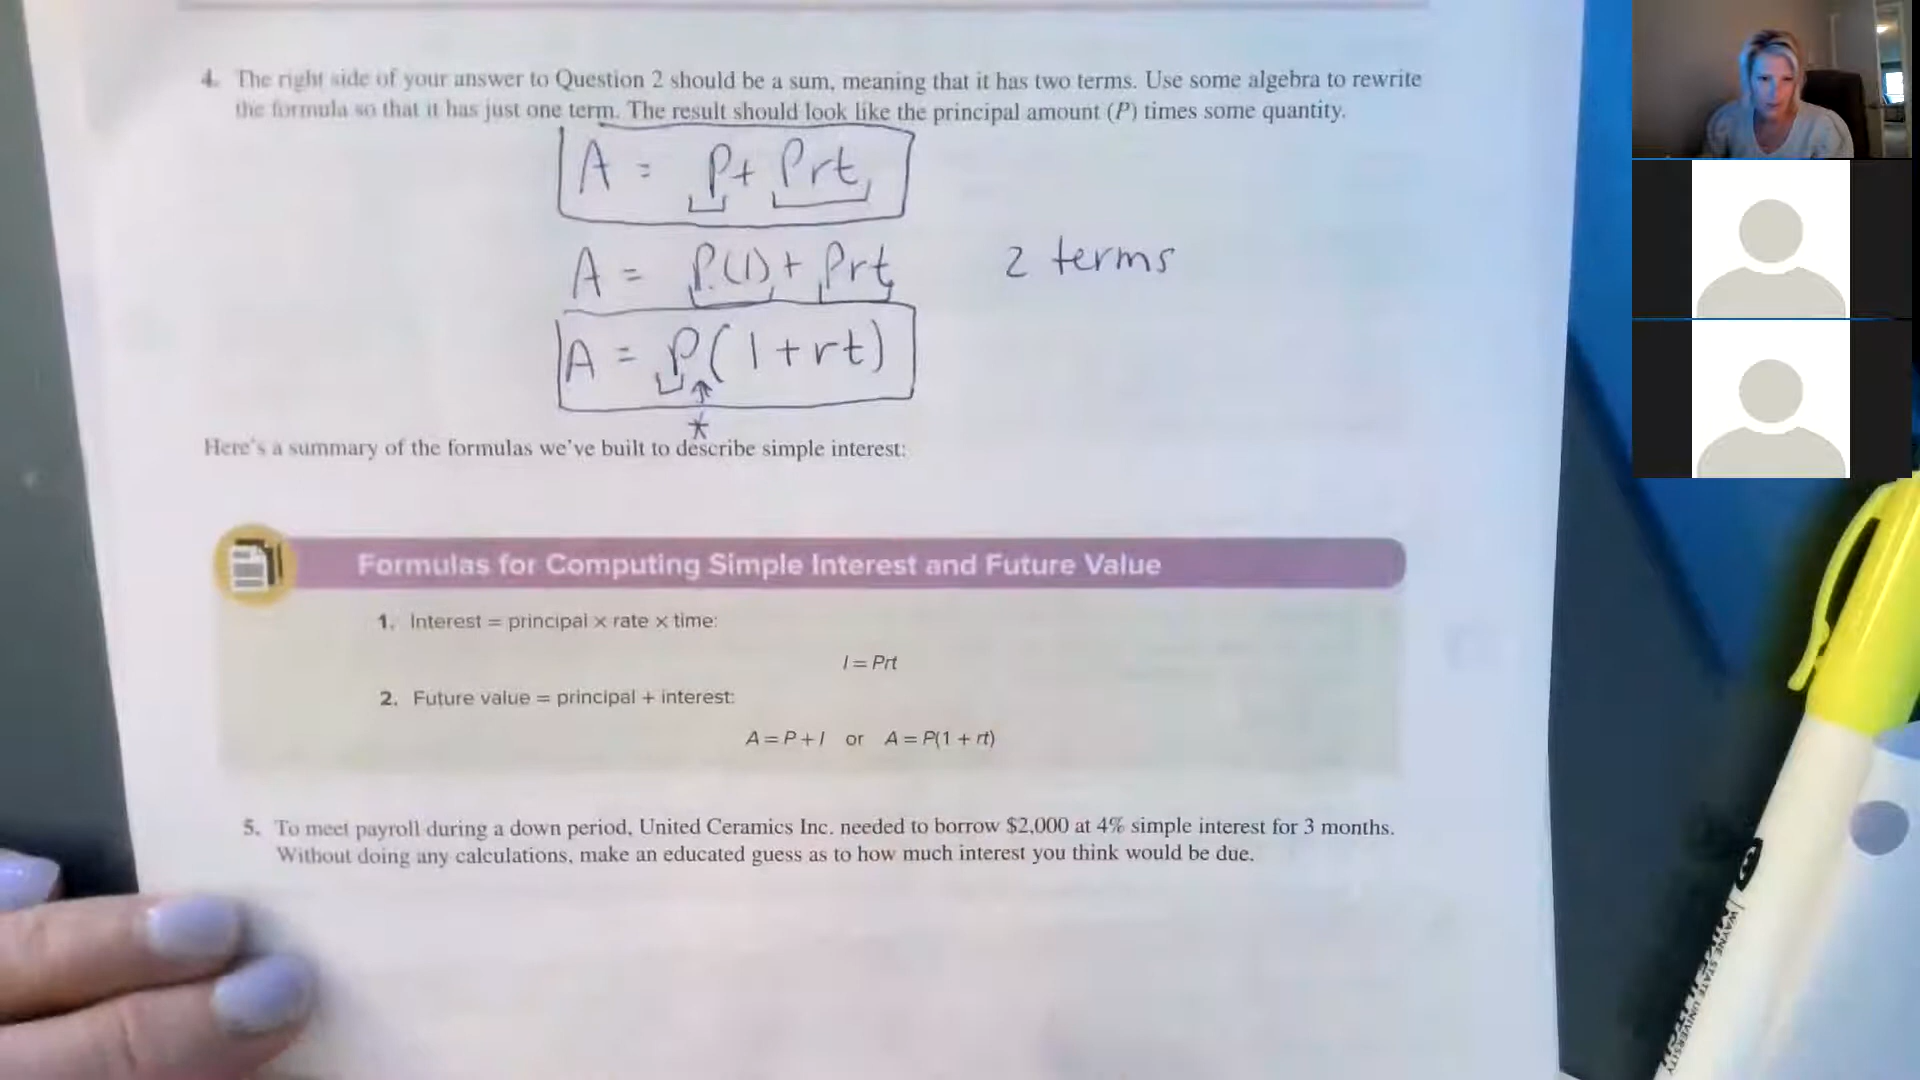 4. The right side of your answer to Question 2 should be a sum, meaning that it has two terms. Use some algebra to rewrite
the formula so that it has just one term. The result should look like the principal amount (P) times some quantity.
A = P + Prt
A = P(1) + Prt 2 terms
A = P(1+rt)
*
Here's a summary of the formulas we've built to describe simple interest:
Formulas for Computing Simple Interest and Future Value
1. Interest = principal × rate × time:
I = Prt
2. Future value = principal + interest:
A = P + I or A = P(1 + rt)
5. To meet payroll during a down period, United Ceramics Inc. needed to borrow $2,000 at 4% simple interest for 3 months.
Without doing any calculations, make an educated guess as to how much interest you think would be due.
WAYNE STATE UNIVERSITY